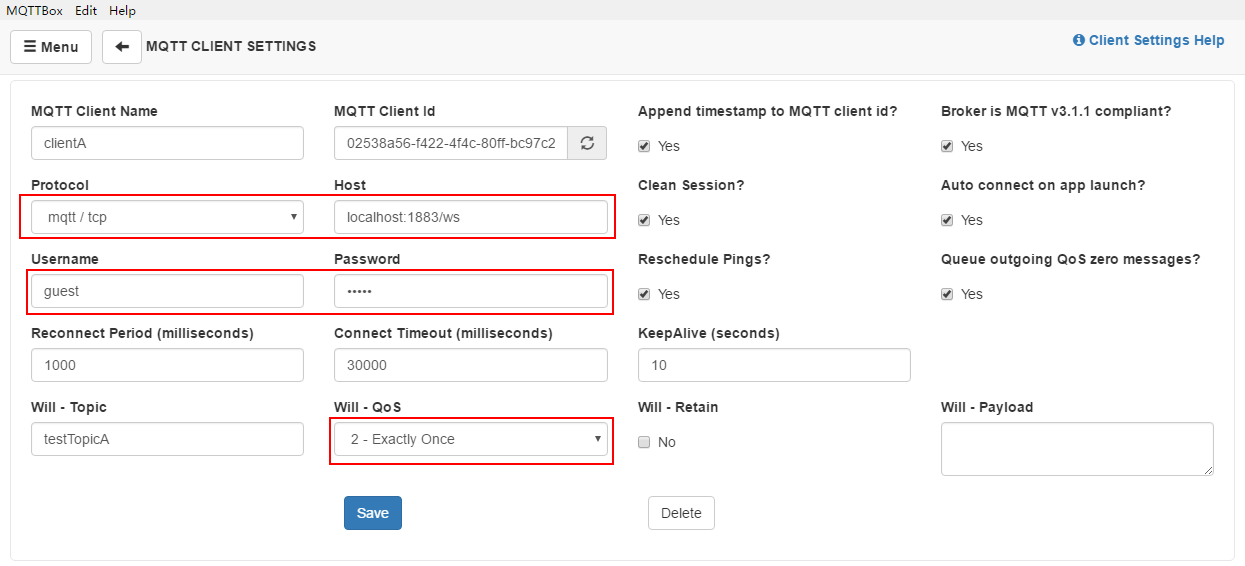 MQTTBox Edit Help
Menu MQTT CLIENT SETTINGS Client Settings Help
MQTT Client Name MQTT Client Id Append timestamp to MQTT client id? Broker is MQTT v3.1.1 compliant?
clientA 02538a56-f422-4f4c-80ff-bc97c2 Yes Yes
Protocol Host Clean Session? Auto connect on app launch?
mqtt / tcp localhost:1883/ws Yes Yes
Username Password Reschedule Pings? Queue outgoing QoS zero messages?
guest ••••• Yes Yes
Reconnect Period (milliseconds) Connect Timeout (milliseconds) KeepAlive (seconds)
1000 30000 10
Will - Topic Will - QoS Will - Retain Will - Payload
testTopicA 2 - Exactly Once No
Save Delete